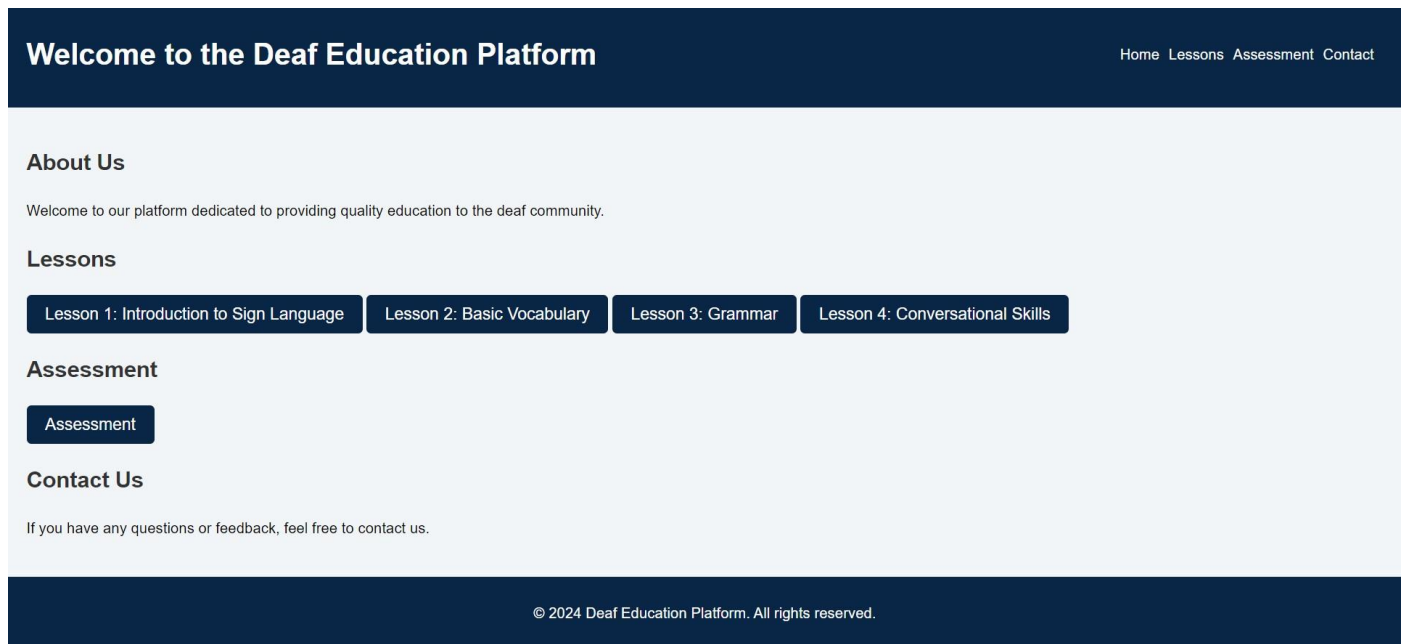 Welcome to the Deaf Education Platform
Home Lessons Assessment Contact
About Us
Welcome to our platform dedicated to providing quality education to the deaf community.
Lessons
Lesson 1: Introduction to Sign Language
Lesson 2: Basic Vocabulary
Lesson 3: Grammar
Lesson 4: Conversational Skills
Assessment
Assessment
Contact Us
If you have any questions or feedback, feel free to contact us.
© 2024 Deaf Education Platform. All rights reserved.